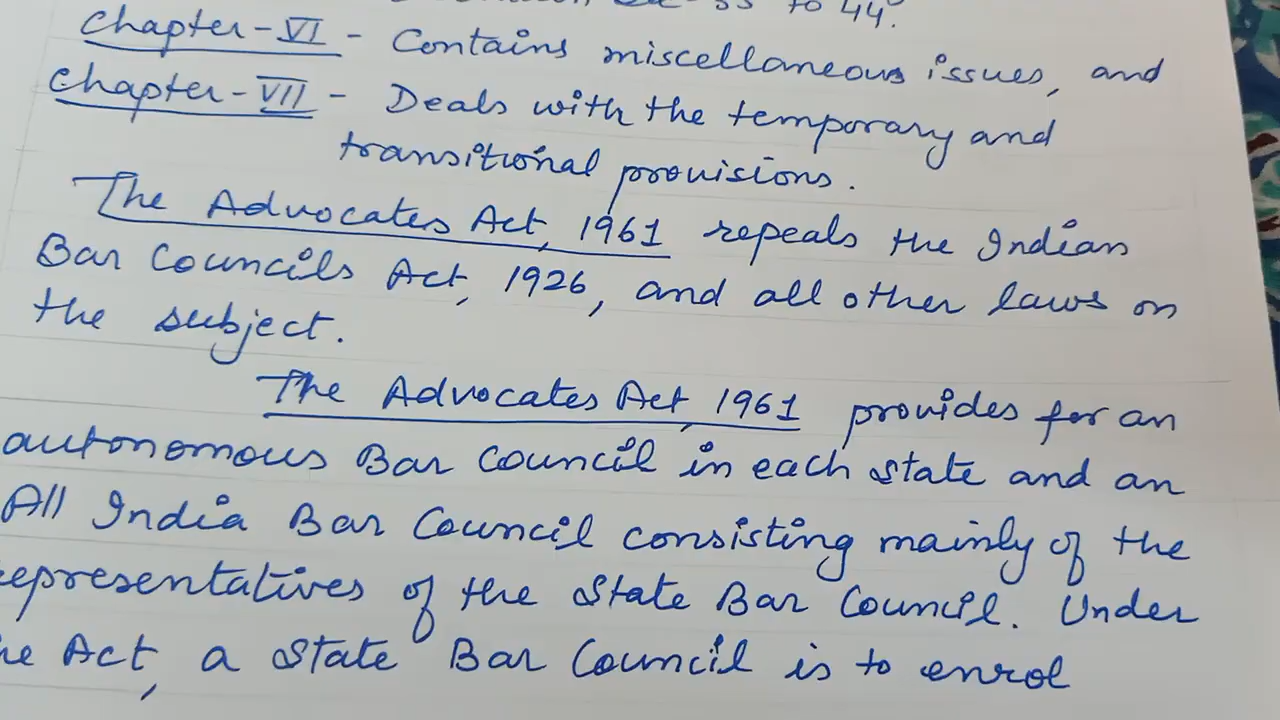 to 44.
Chapter-VI - Contains miscellaneous issues, and
Chapter-VII - Deals with the temporary and
transitional provisions.
The Advocates Act, 1961 repeals the Indian
Bar Councils Act, 1926, and all other laws on
the subject.
The Advocates Act, 1961 provides for an
autonomous Bar Council in each State and an
All India Bar Council consisting mainly of the
representatives of the State Bar Council. Under
he Act, a State Bar Council is to enrol